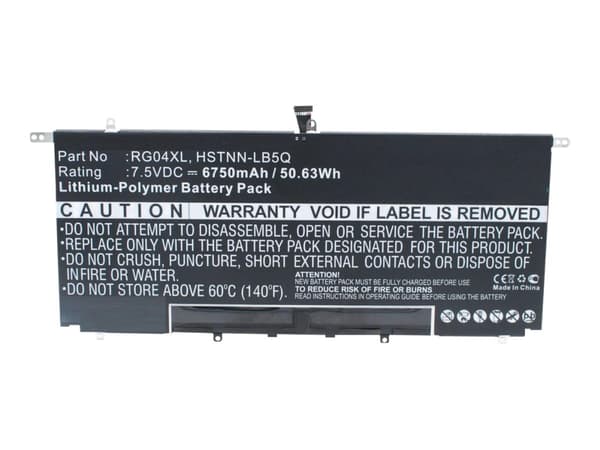 Part No :RG04XL, HSTNN-LB5Q
Rating :7.5VDC ⎓ 6750mAh / 50.63Wh
Lithium-Polymer Battery Pack
CAUTION WARRANTY VOID IF LABEL IS REMOVED
•DO NOT ATTEMPT TO DISASSEMBLE, OPEN OR SERVICE THE BATTERY.
•REPLACE ONLY WITH THE BATTERY PACK DESIGNATED FOR THIS PRODUCT.
•DO NOT CRUSH, PUNCTURE, SHORT EXTERNAL CONTACTS, OR DISPOSE OF
IN FIRE OR WATER.
•DO NOT STORE ABOVE 60°C (140°F).
ATTENTION!
NEW BATTERY PACK MUST BE FULLY CHARGED BEFORE USE
TO REDUCE RISK OF FIRE OR BURNS
READ INSTRUCTIONS IN BEFORE USING THE BATTERY
CE
Made In China